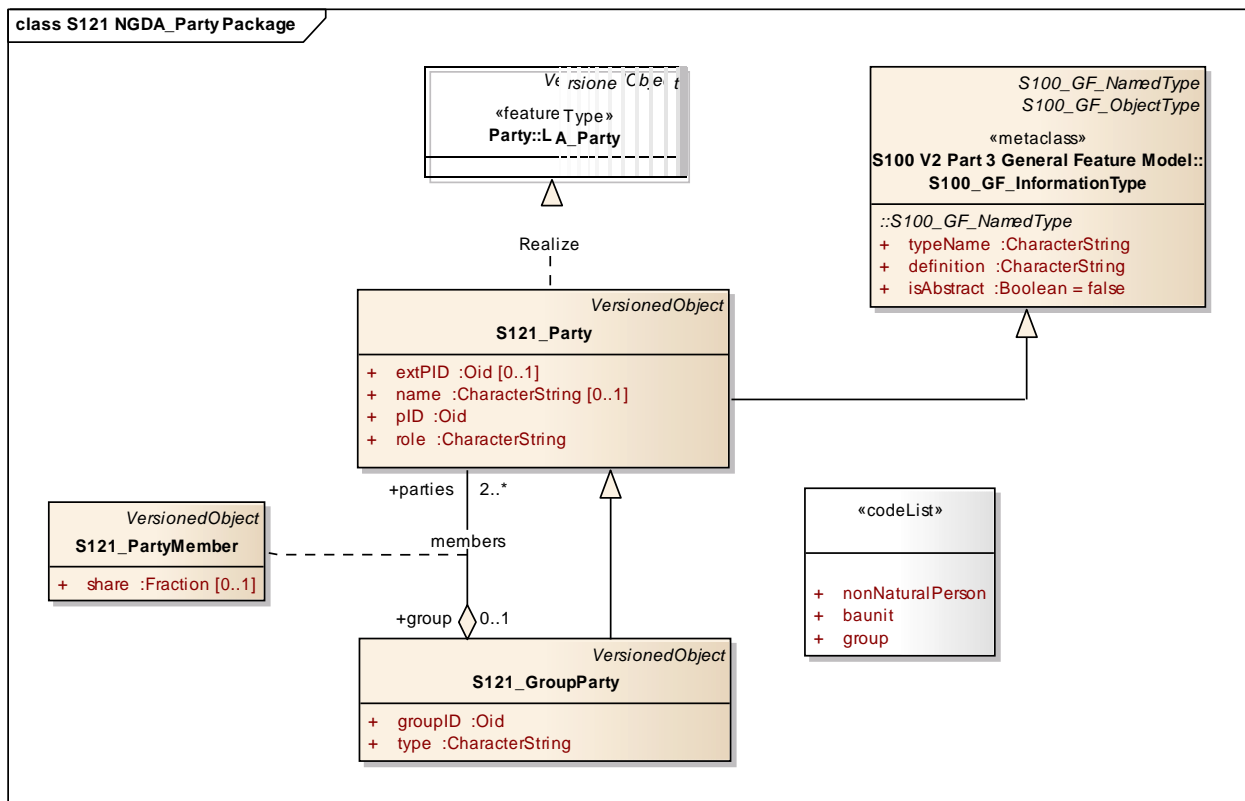 class S121 NGDA_Party Package
VersionedObject
«featureType»
Party::LA_Party
S100_GF_NamedType
S100_GF_ObjectType
«metaclass»
S100 V2 Part 3 General Feature Model::
S100_GF_InformationType
::S100_GF_NamedType
+ typeName :CharacterString
+ definition :CharacterString
+ isAbstract :Boolean = false
Realize
VersionedObject
S121_Party
+ extPID :Oid [0..1]
+ name :CharacterString [0..1]
+ pID :Oid
+ role :CharacterString
+parties 2..*
members
+group 0..1
VersionedObject
S121_PartyMember
+ share :Fraction [0..1]
«codeList»
+ nonNaturalPerson
+ baunit
+ group
VersionedObject
S121_GroupParty
+ groupID :Oid
+ type :CharacterString